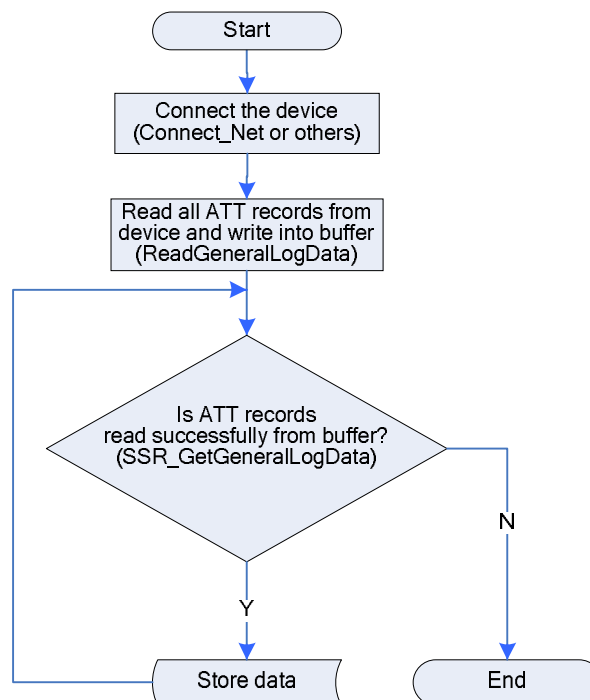 Start
Connect the device
(Connect_Net or others)
Read all ATT records from
device and write into buffer
(ReadGeneralLogData)
Is ATT records
read successfully from buffer?
(SSR_GetGeneralLogData)
N
Y
Store data
End